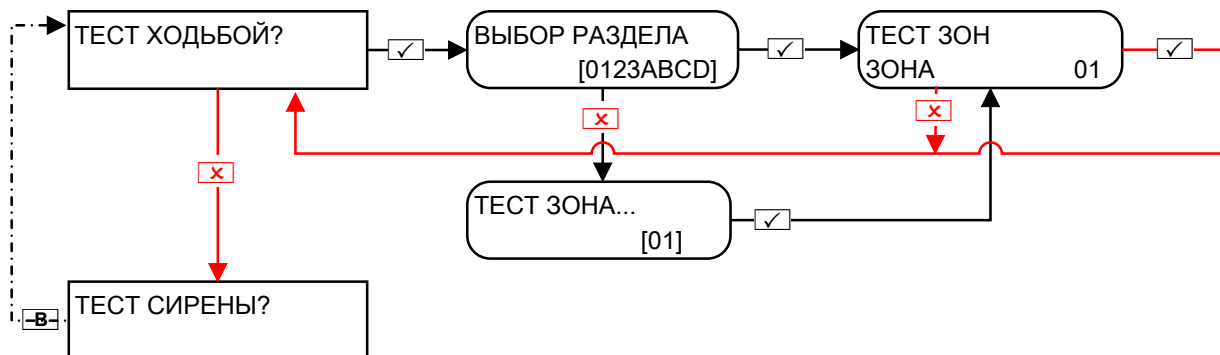 ТЕСТ ХОДЬБОЙ?
ВЫБОР РАЗДЕЛА
[0123ABCD]
ТЕСТ ЗОН
ЗОНА 01
ТЕСТ ЗОНА...
[01]
ТЕСТ СИРЕНЫ?
B